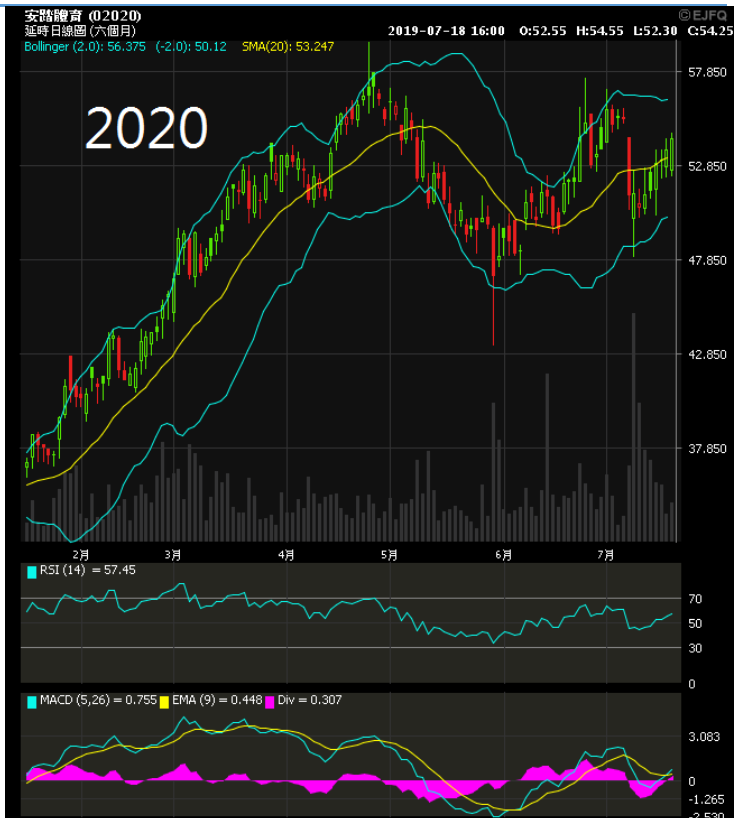 安踏體育 (02020)
©EJFQ
延時日線圖 (六個月)
2019-07-18 16:00 O:52.55 H:54.55 L:52.30 C:54.25
Bollinger (2.0): 56.375 (-2.0): 50.12 SMA(20): 53.247
57.850
2020
52.850
47.850
42.850
37.850
2月 3月 4月 5月 6月 7月
RSI (14) = 57.45
70
50
30
0
MACD (5,26) = 0.755 EMA (9) = 0.448 Div = 0.307
3.083
0
-1.265
-2.530